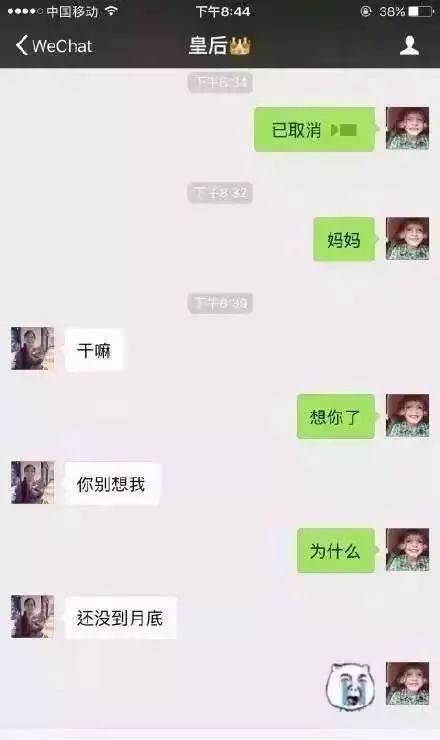 中国移动 下午8:44 38%
WeChat 皇后
下午8:34
已取消
下午8:32
妈妈
下午8:39
干嘛
想你了
你别想我
为什么
还没到月底